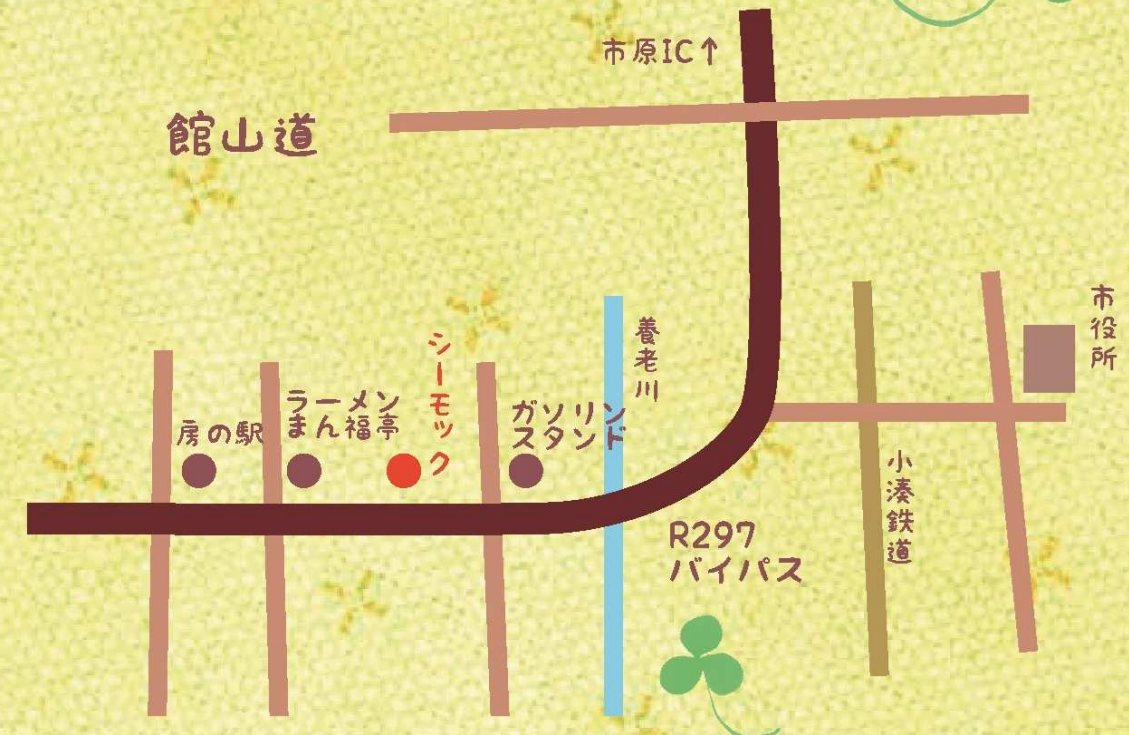 市原IC↑
館山道
市役所
養老川
シーモック
ラーメン
まん福亭
房の駅
ガソリン
スタンド
小湊鉄道
R297
バイパス